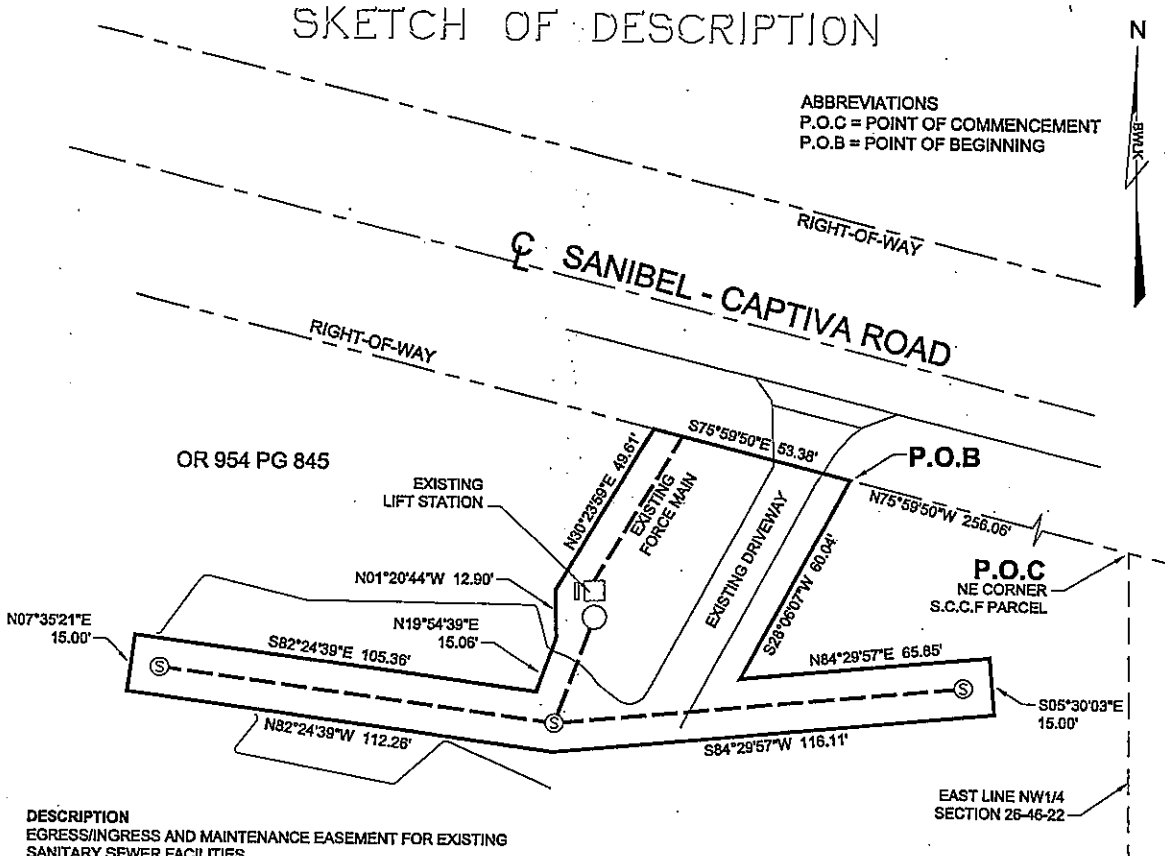 SKETCH OF DESCRIPTION
N
BWLK
ABBREVIATIONS
P.O.C = POINT OF COMMENCEMENT
P.O.B = POINT OF BEGINNING
RIGHT-OF-WAY
C L SANIBEL - CAPTIVA ROAD
RIGHT-OF-WAY
OR 954 PG 845
S75°59'50"E 53.38'
P.O.B
N75°59'50"W 256.06'
EXISTING
LIFT STATION
N30°23'59"E 49.61'
EXISTING
FORCE MAIN
EXISTING DRIVEWAY
S28°06'07"W 60.04'
P.O.C
NE CORNER
S.C.C.F PARCEL
N01°20'44"W 12.90'
N19°54'39"E
15.06'
N07°35'21"E
15.00'
S82°24'39"E 105.36'
N84°29'57"E 65.85'
S
S
S
S05°30'03"E
15.00'
N82°24'39"W 112.26'
S84°29'57"W 116.11'
EAST LINE NW1/4
SECTION 26-46-22
DESCRIPTION
EGRESS/INGRESS AND MAINTENANCE EASEMENT FOR EXISTING
SANITARY SEWER FACILITIES